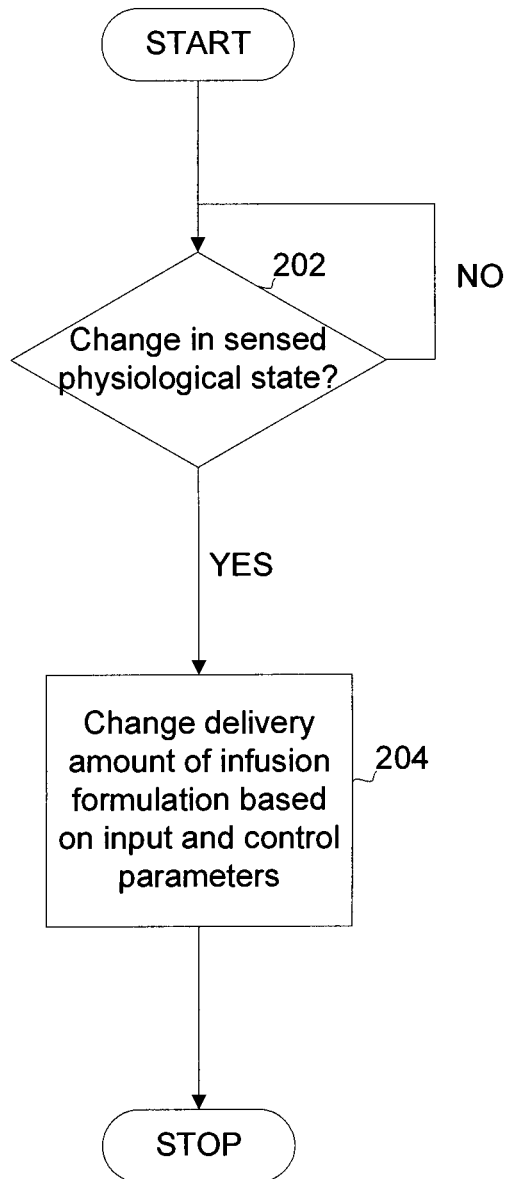 START
202
NO
Change in sensed
physiological state?
YES
Change delivery
amount of infusion
formulation based
on input and control
parameters
204
STOP